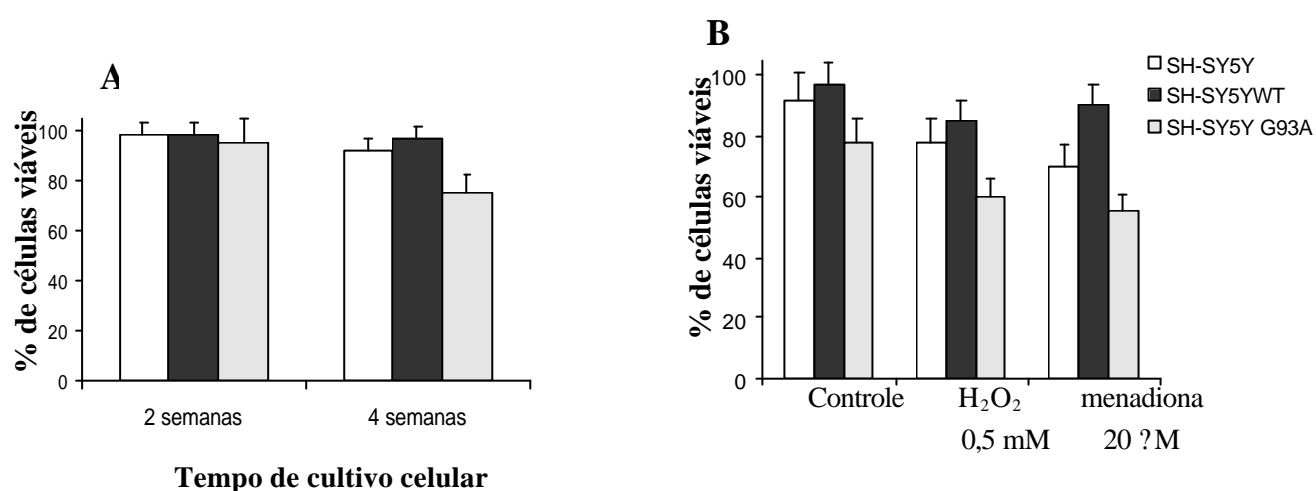 A
% de células viáveis
100
80
60
40
20
0
2 semanas 4 semanas
Tempo de cultivo celular
B
% de células viáveis
100
80
60
40
20
0
Controle H₂O₂ menadiona
0,5 mM 20 ?M
SH-SY5Y
SH-SY5YWT
SH-SY5Y G93A